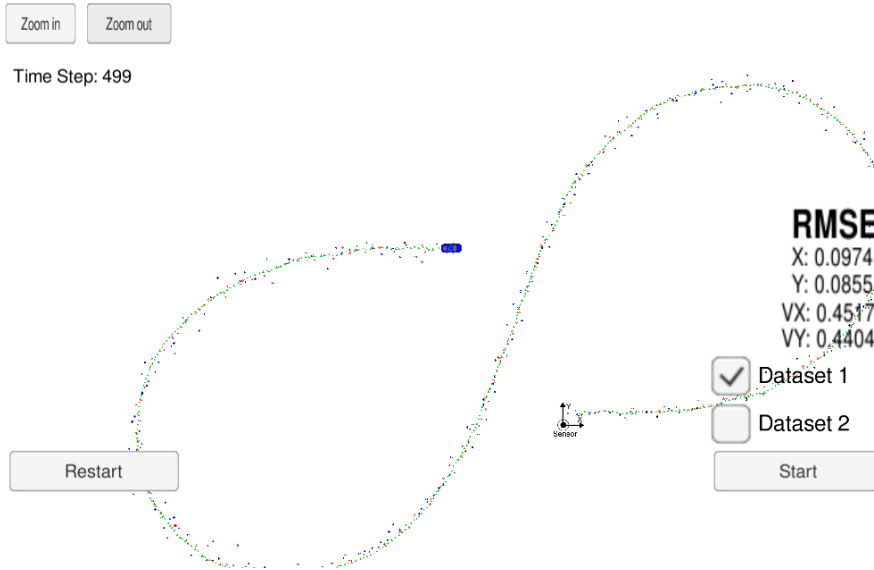 Zoom in
Zoom out
Time Step: 499
RMSE
X: 0.0974
Y: 0.0855
VX: 0.4517
VY: 0.4404
Dataset 1
Y
X
Sensor
Dataset 2
Restart
Start